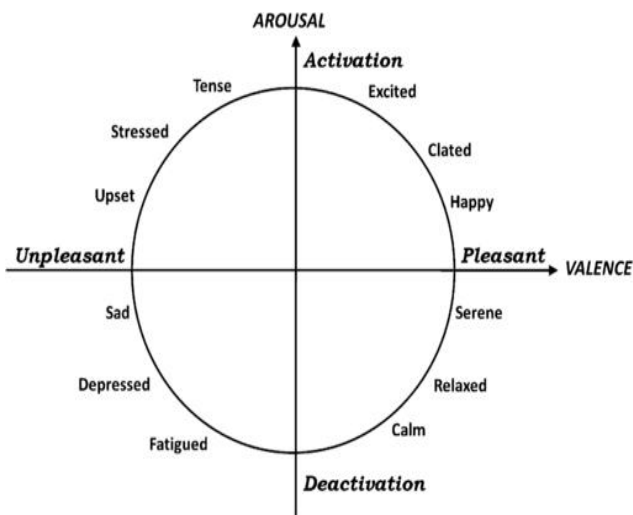 AROUSAL
Activation
Tense
Excited
Stressed
Clated
Upset
Happy
Unpleasant
Pleasant
VALENCE
Sad
Serene
Depressed
Relaxed
Fatigued
Calm
Deactivation